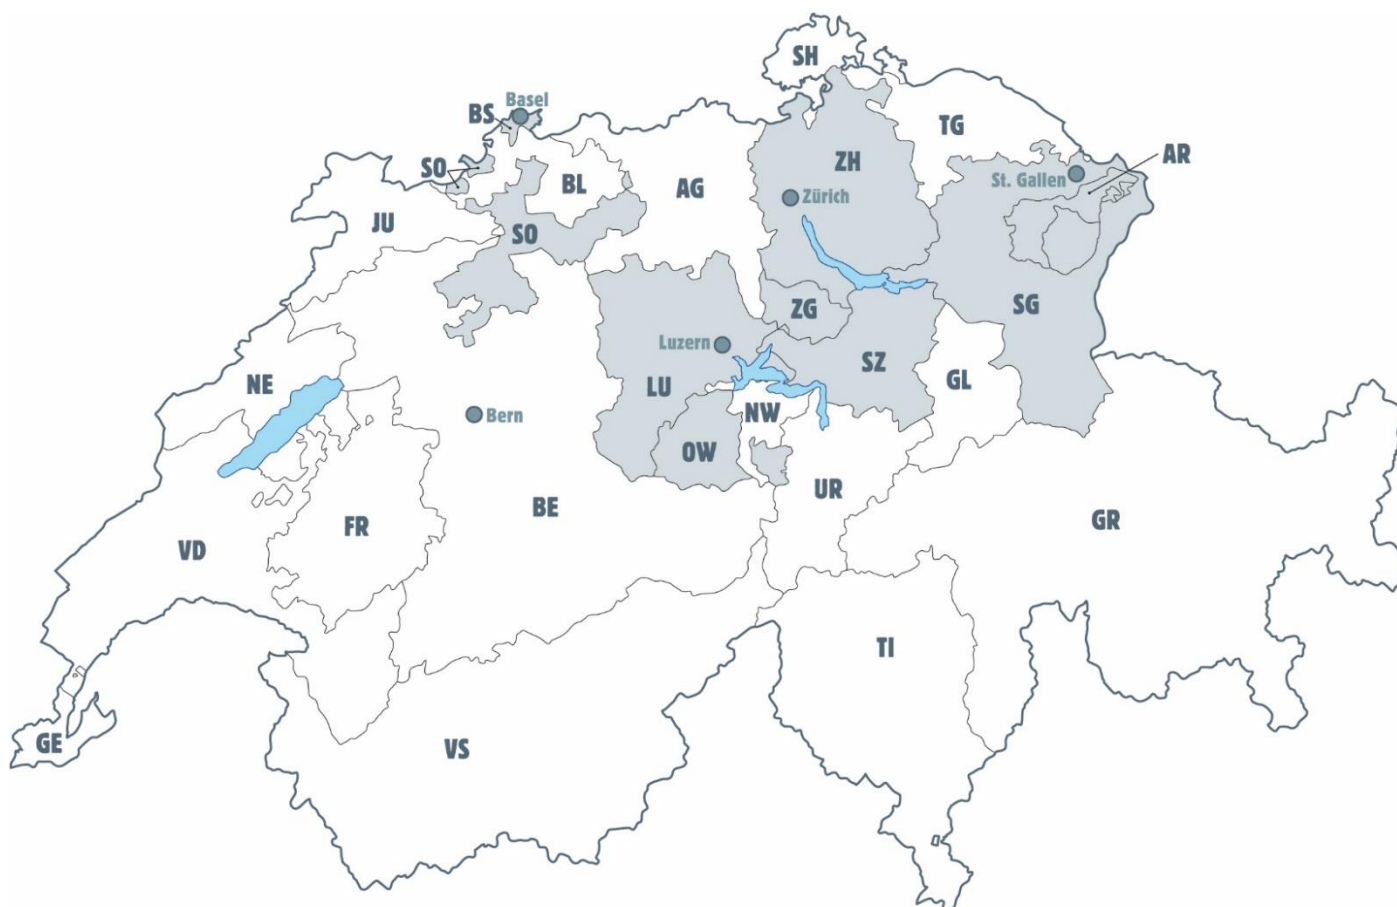 SH
Basel
BS
TG
AR
SO
ZH
St. Gallen
BL
AG
Zürich
JU
SO
ZG
SG
Luzern
SZ
GL
NE
LU
NW
Bern
OW
UR
BE
GR
FR
VD
TI
GE
VS